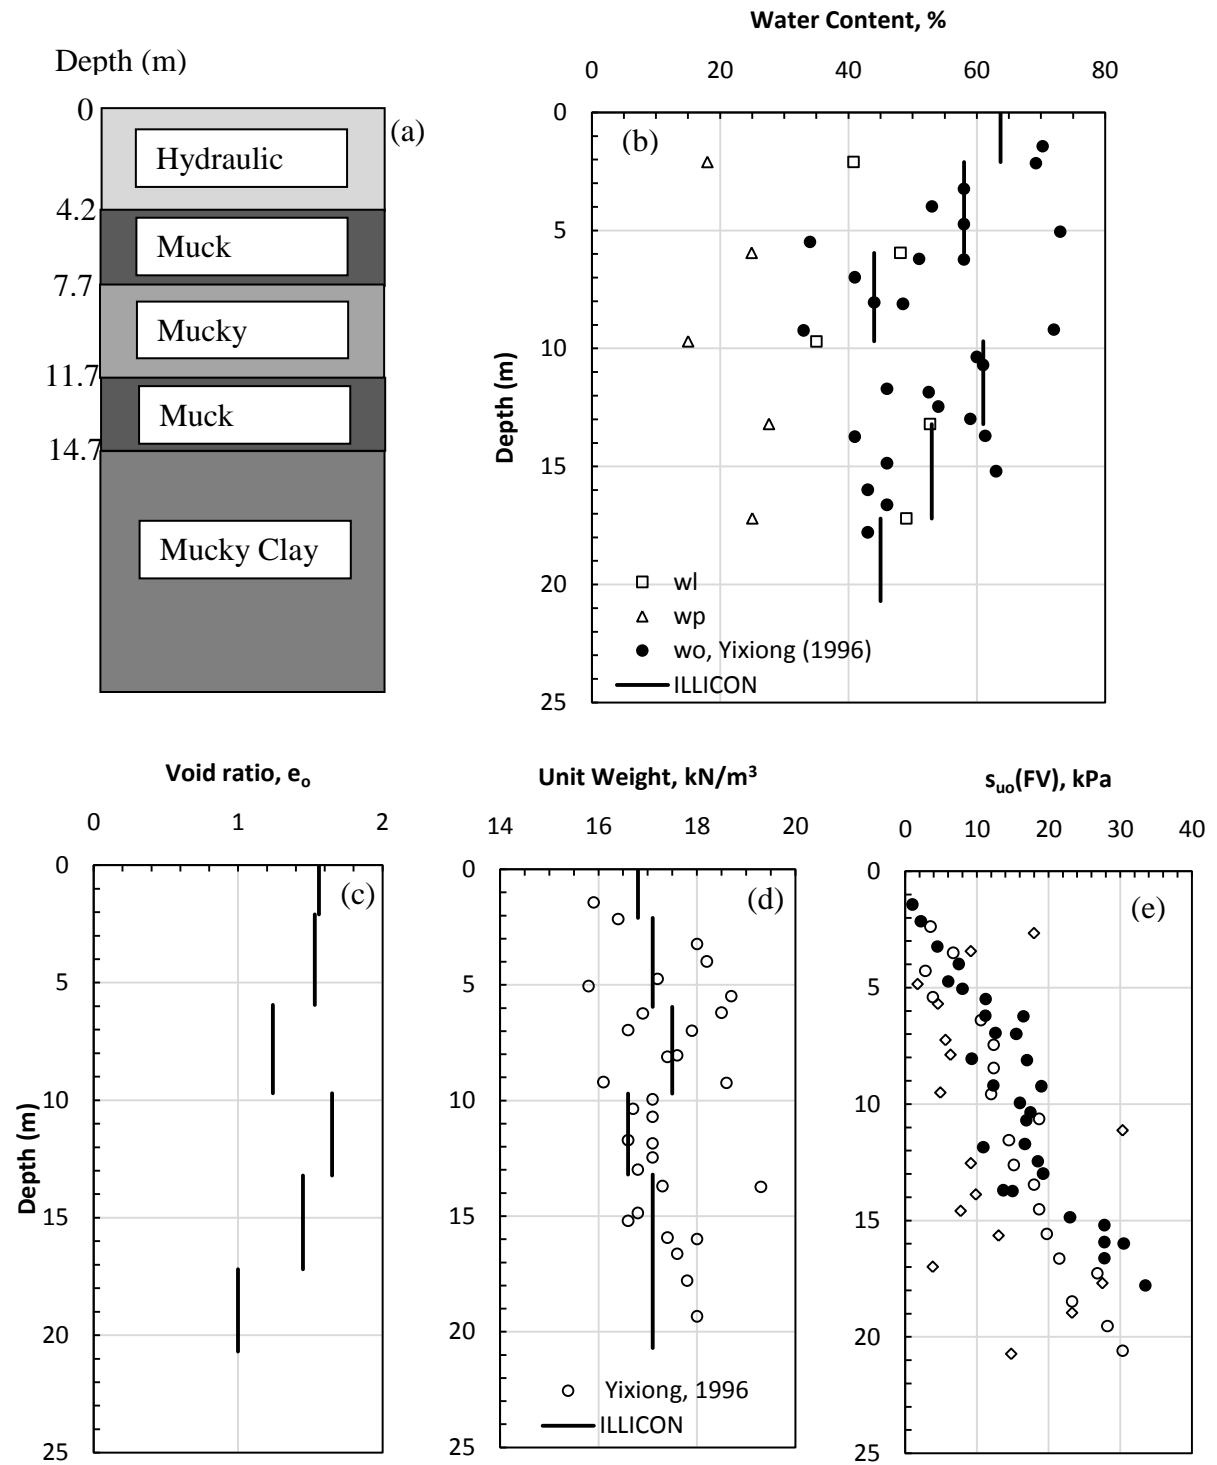 Water Content, %
Depth (m)
0 20 40 60 80
0
(a)
Hydraulic
4.2
Muck
7.7
Mucky
11.7
Muck
14.7
Mucky Clay
(b)
0
5
10
15
20
25
Depth (m)
wl
wp
wo, Yixiong (1996)
ILLICON
Void ratio, eo
0 1 2
(c)
0
5
10
15
20
25
Depth (m)
Unit Weight, kN/m³
14 16 18 20
(d)
0
5
10
15
20
25
Yixiong, 1996
ILLICON
suo(FV), kPa
0 10 20 30 40
(e)
0
5
10
15
20
25